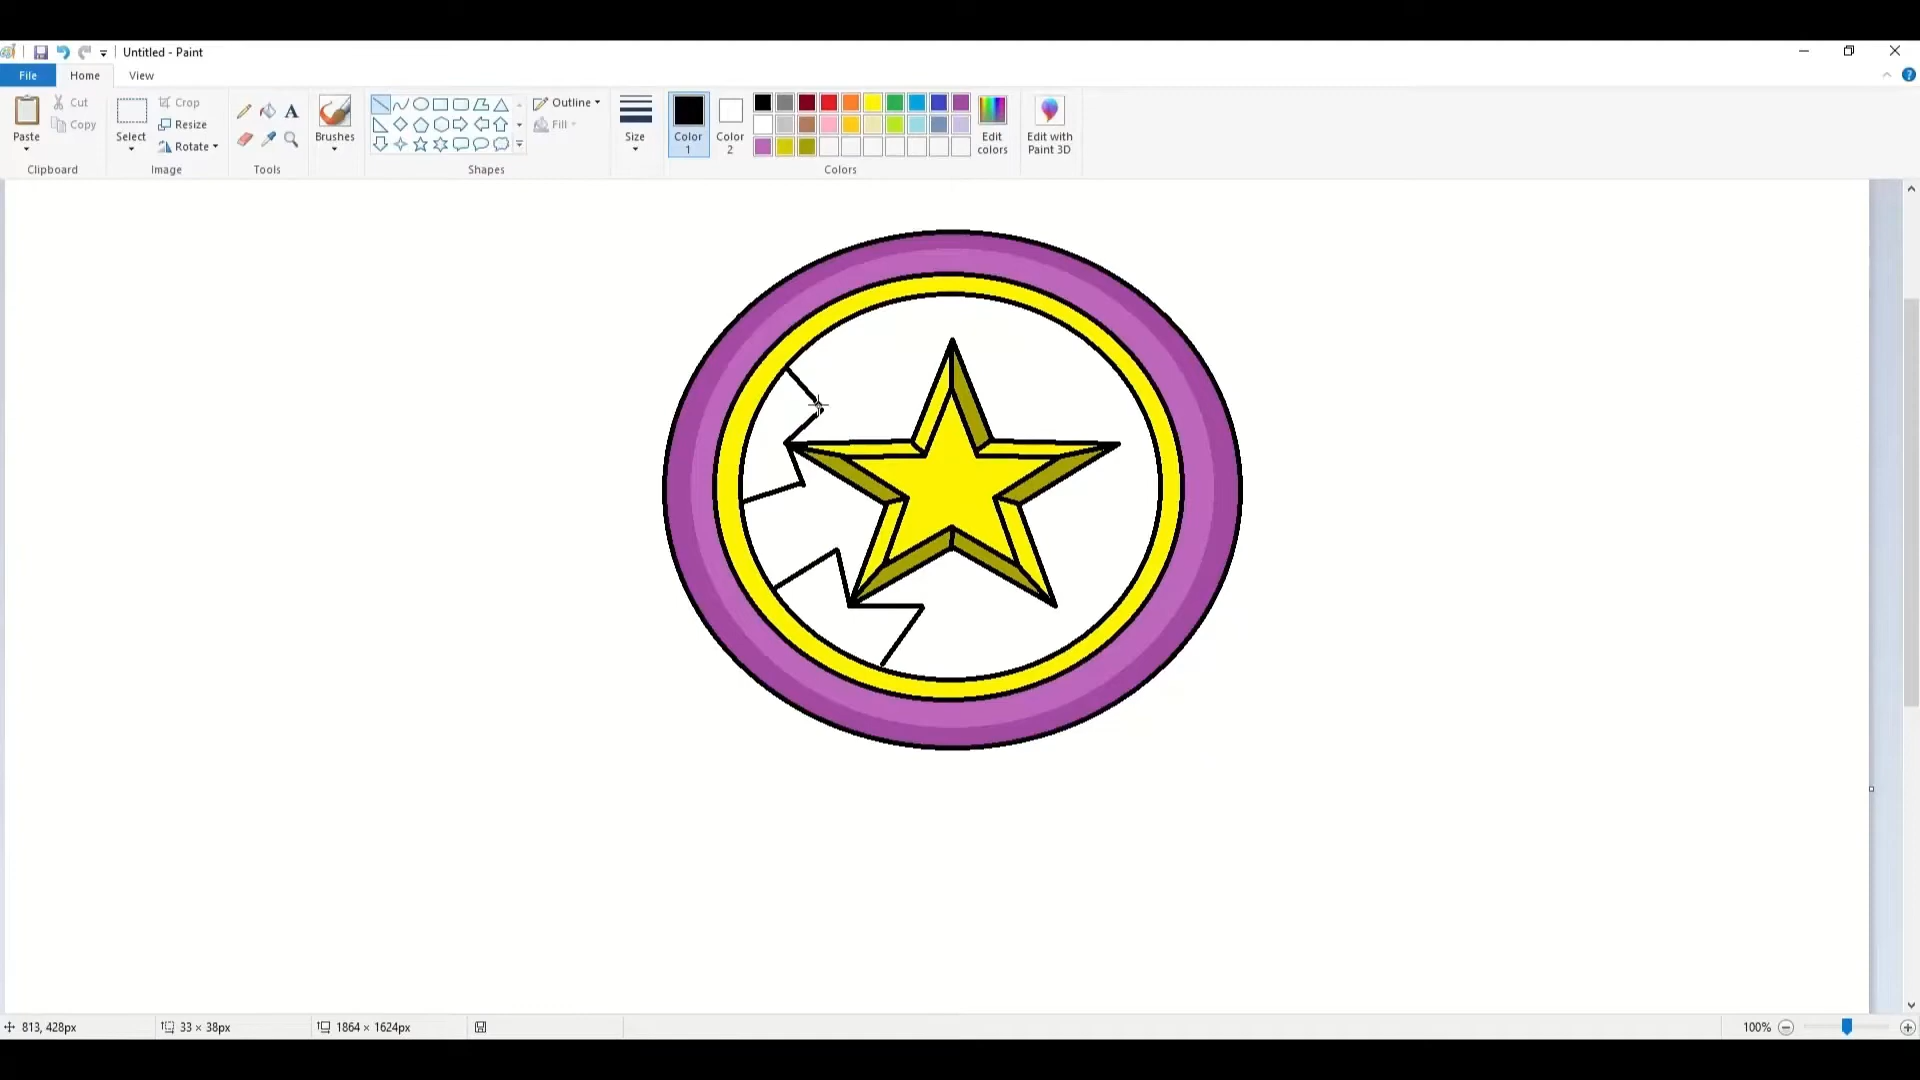 Untitled - Paint
File Home View
Paste Cut Copy
Clipboard
Select Crop Resize Rotate
Image
A
Tools
Brushes
Outline Fill
Shapes
Size
Color 1
Color 2
Edit colors
Colors
Edit with Paint 3D
?
813, 428px 33 × 38px 1864 × 1624px 100%